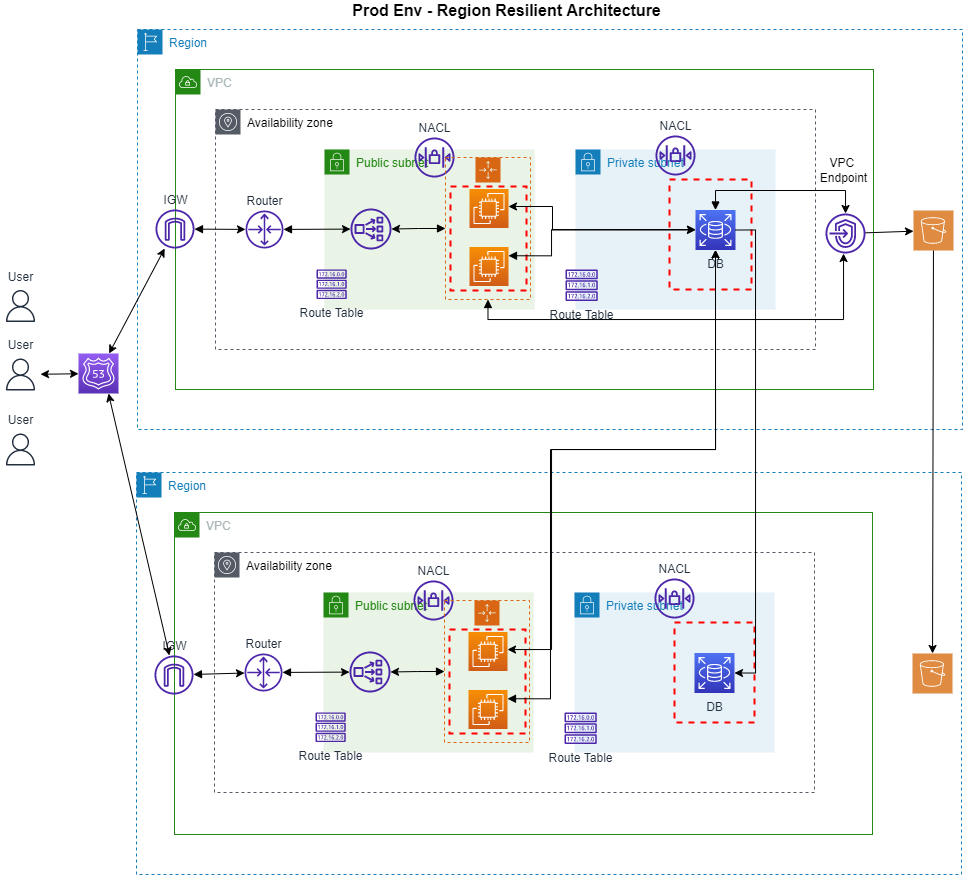 Prod Env - Region Resilient Architecture
Region
VPC
Availability zone
NACL
NACL
Public subnet
Private subnet
VPC
Endpoint
IGW
Router
DB
172.16.0.0
172.16.1.0
172.16.2.0
Route Table
172.16.0.0
172.16.1.0
172.16.2.0
Route Table
User
User
53
User
Region
VPC
Availability zone
NACL
NACL
Public subnet
Private subnet
IGW
Router
DB
172.16.0.0
172.16.1.0
172.16.2.0
Route Table
172.16.0.0
172.16.1.0
172.16.2.0
Route Table